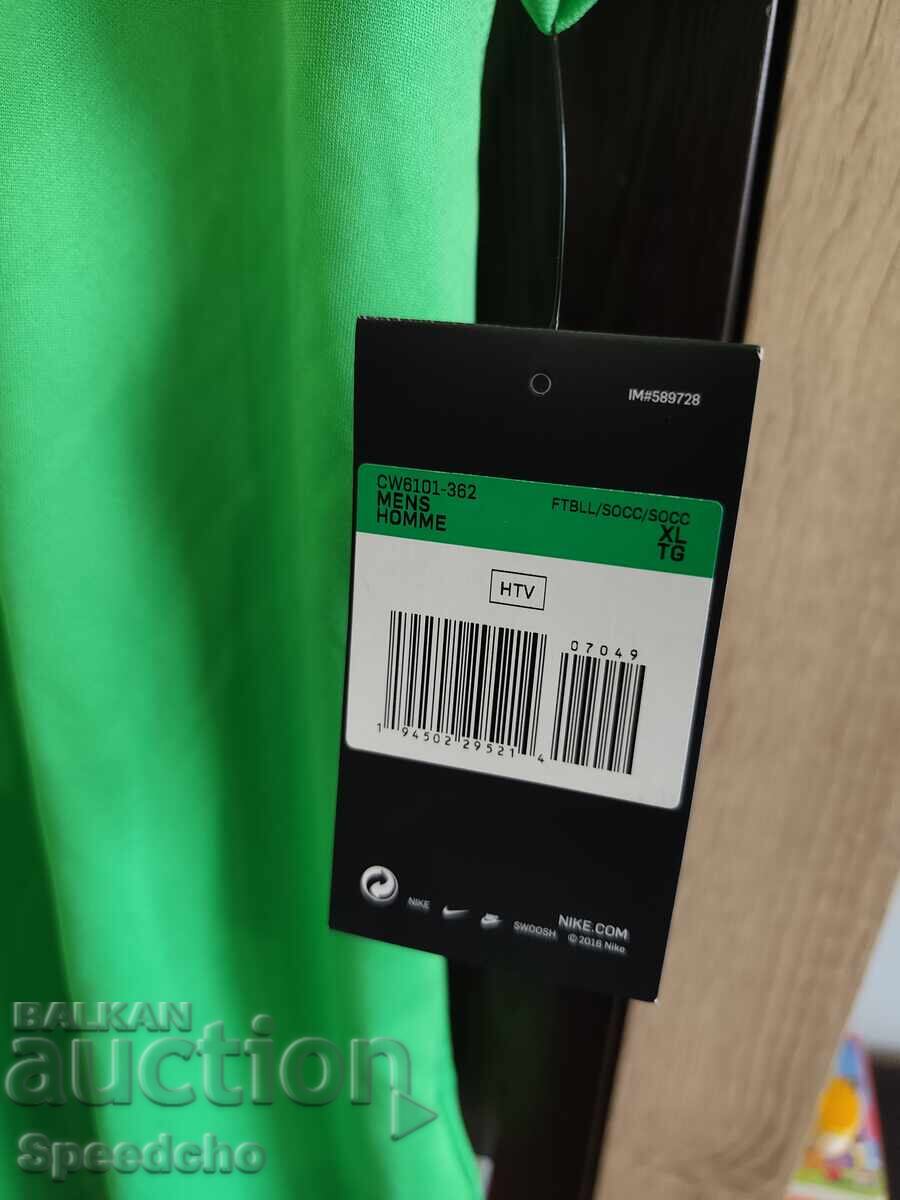 IM#589728
CW6101-362
MENS
HOMME
FTBLL/SOCC/SOCC
XL
TG
HTV
07049
1 94502 29521 4
NIKE
SWOOSH
NIKE.COM
© 2016 Nike
BALKAN
auction
Speedcho